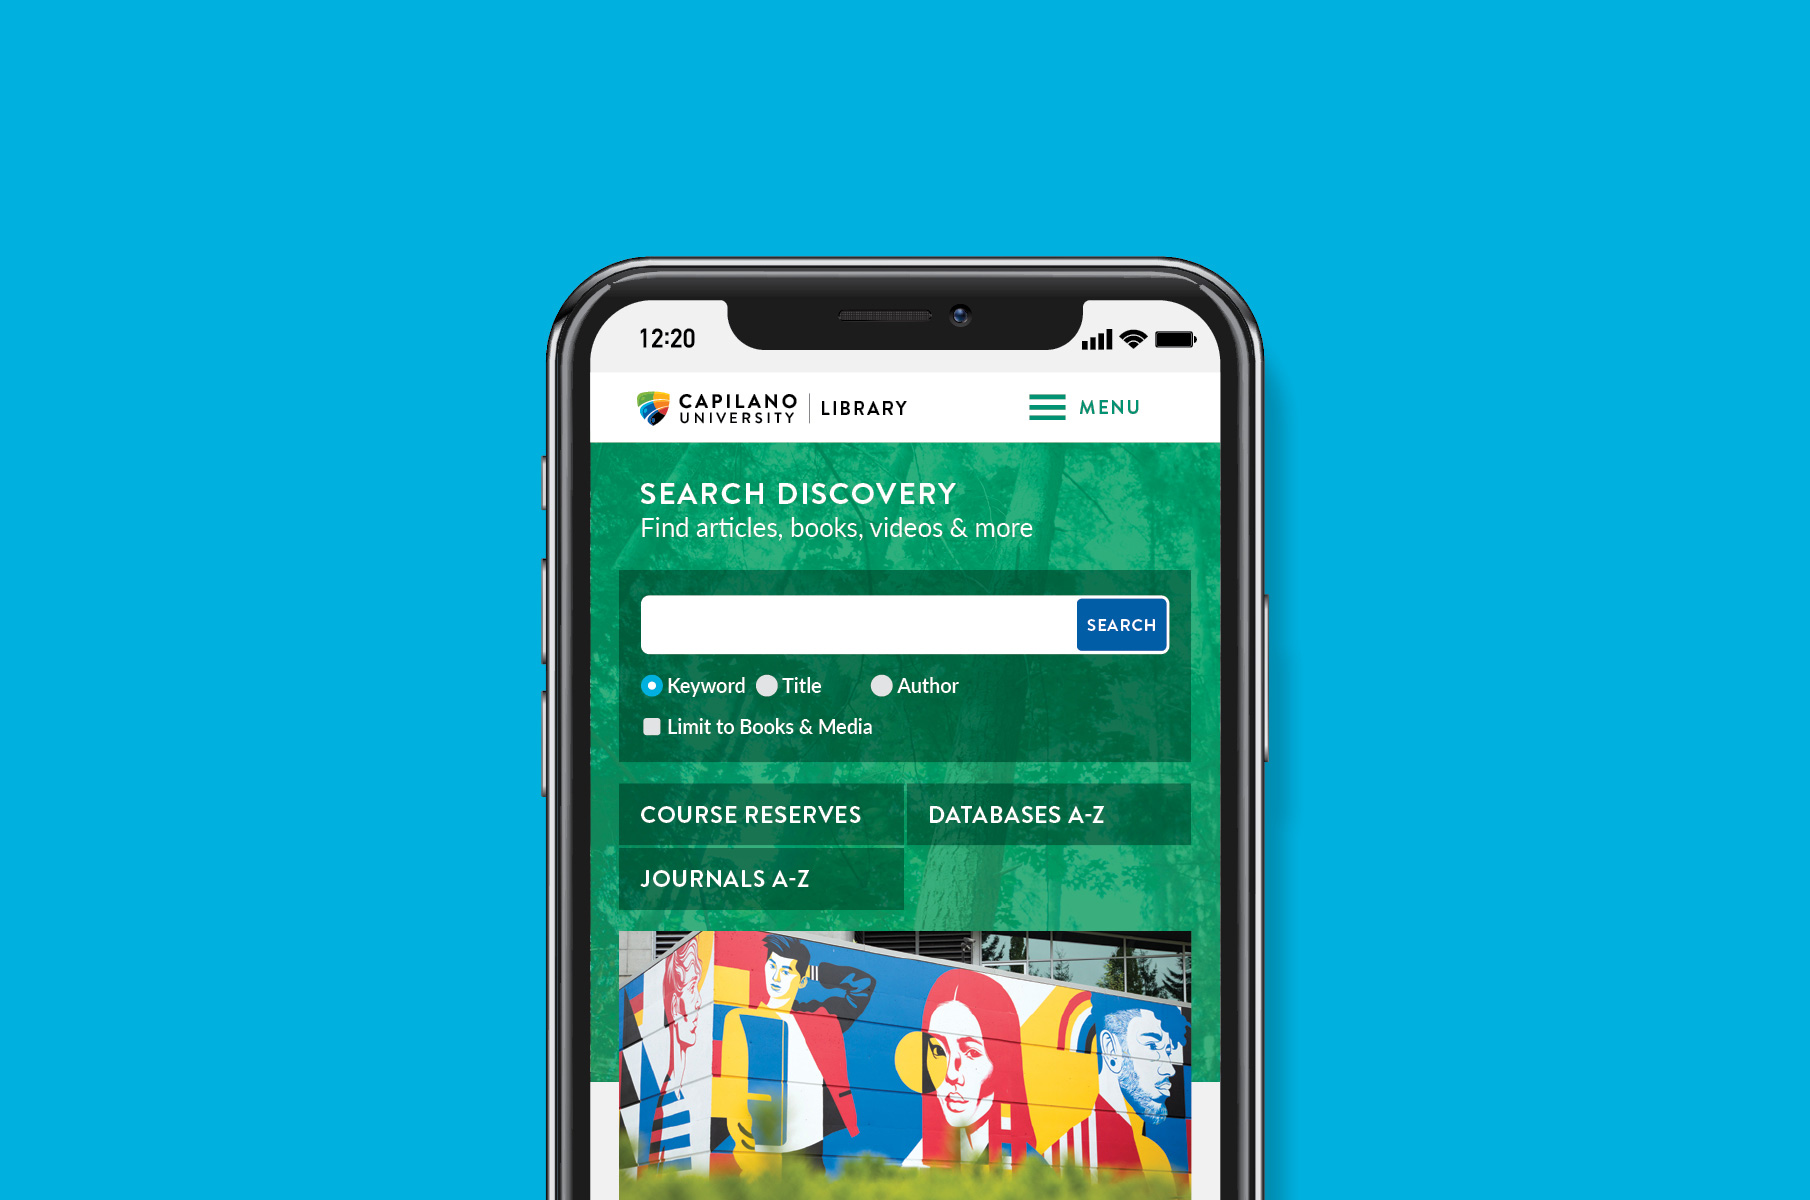 12:20
CAPILANO
UNIVERSITY
LIBRARY
MENU
SEARCH DISCOVERY
Find articles, books, videos & more
SEARCH
Keyword Title Author
Limit to Books & Media
COURSE RESERVES
DATABASES A-Z
JOURNALS A-Z